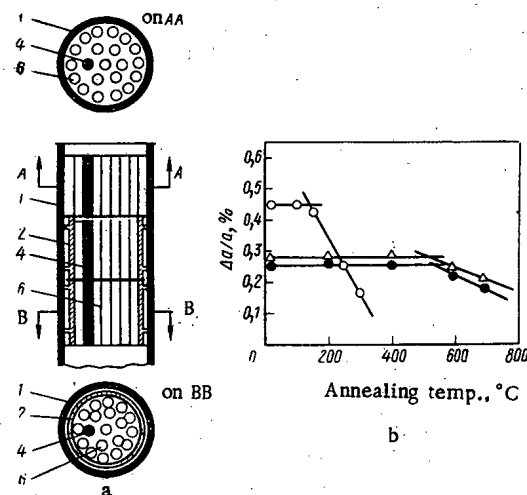 on AA
1
4
6
A A
1
2
4
6
B B
on BB
1
2
4
6
a
Δa/a, %
0,6
0,5
0,4
0,3
0,2
0,1
0 200 400 600 800
Annealing temp., °C
b